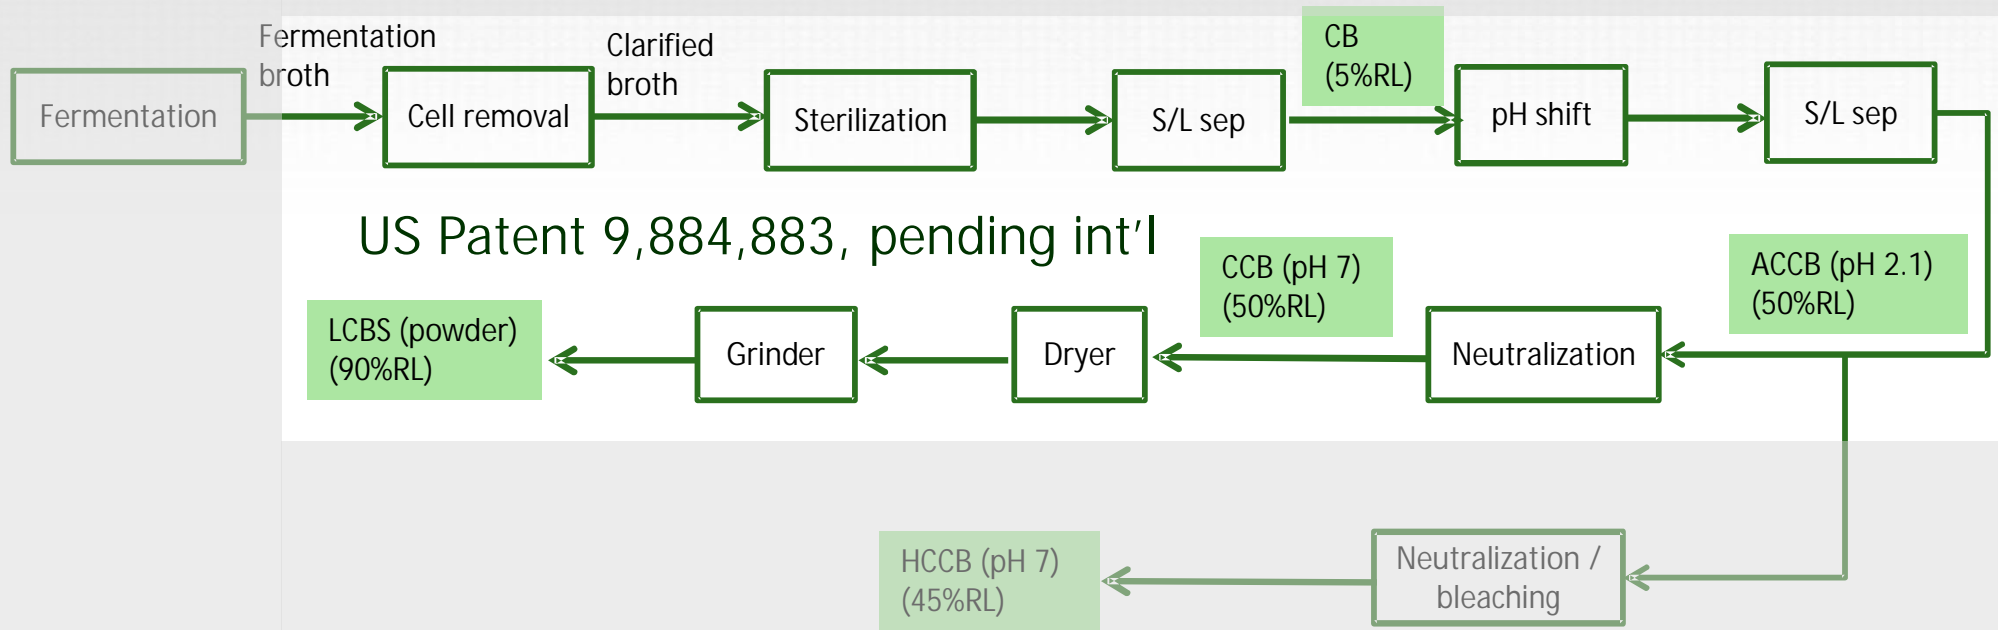 Fermentation
broth
Clarified
broth
CB
(5%RL)
Fermentation
Cell removal
Sterilization
S/L sep
pH shift
S/L sep
US Patent 9,884,883, pending int'l
CCB (pH 7)
(50%RL)
ACCB (pH 2.1)
(50%RL)
LCBS (powder)
(90%RL)
Grinder
Dryer
Neutralization
HCCB (pH 7)
(45%RL)
Neutralization /
bleaching